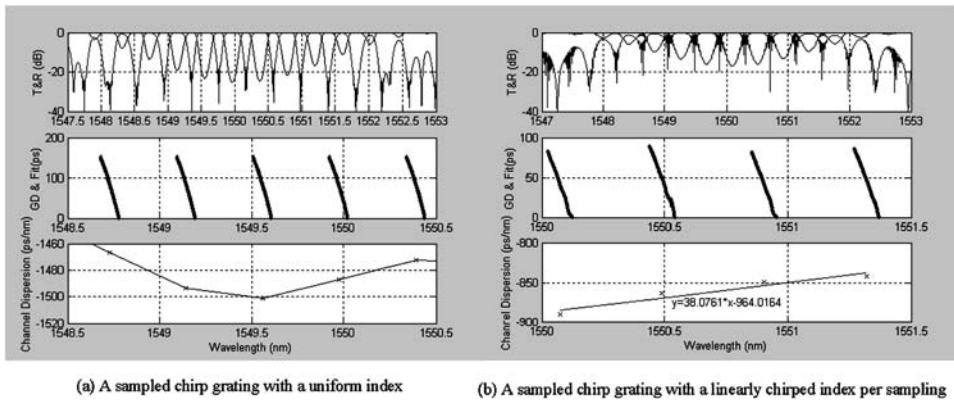 0
-20
-40
T&R (dB)
1547.5 1548 1548.5 1549 1549.5 1550 1550.5 1551 1551.5 1552 1552.5 1553
200
100
0
GD & Fit(ps)
1548.5 1549 1549.5 1550 1550.5
-1460
-1480
-1500
-1520
Channel Dispersion (ps/nm)
1548.5 1549 1549.5 1550 1550.5
Wavelength (nm)
(a) A sampled chirp grating with a uniform index
0
-20
-40
T&R (dB)
1547 1548 1549 1550 1551 1552 1553
100
50
0
GD & Fit(ps)
1550 1550.5 1551 1551.5
-800
-850
-900
Channel Dispersion (ps/nm)
y=38.0761*x-964.0164
1550 1550.5 1551 1551.5
Wavelength (nm)
(b) A sampled chirp grating with a linearly chirped index per sampling